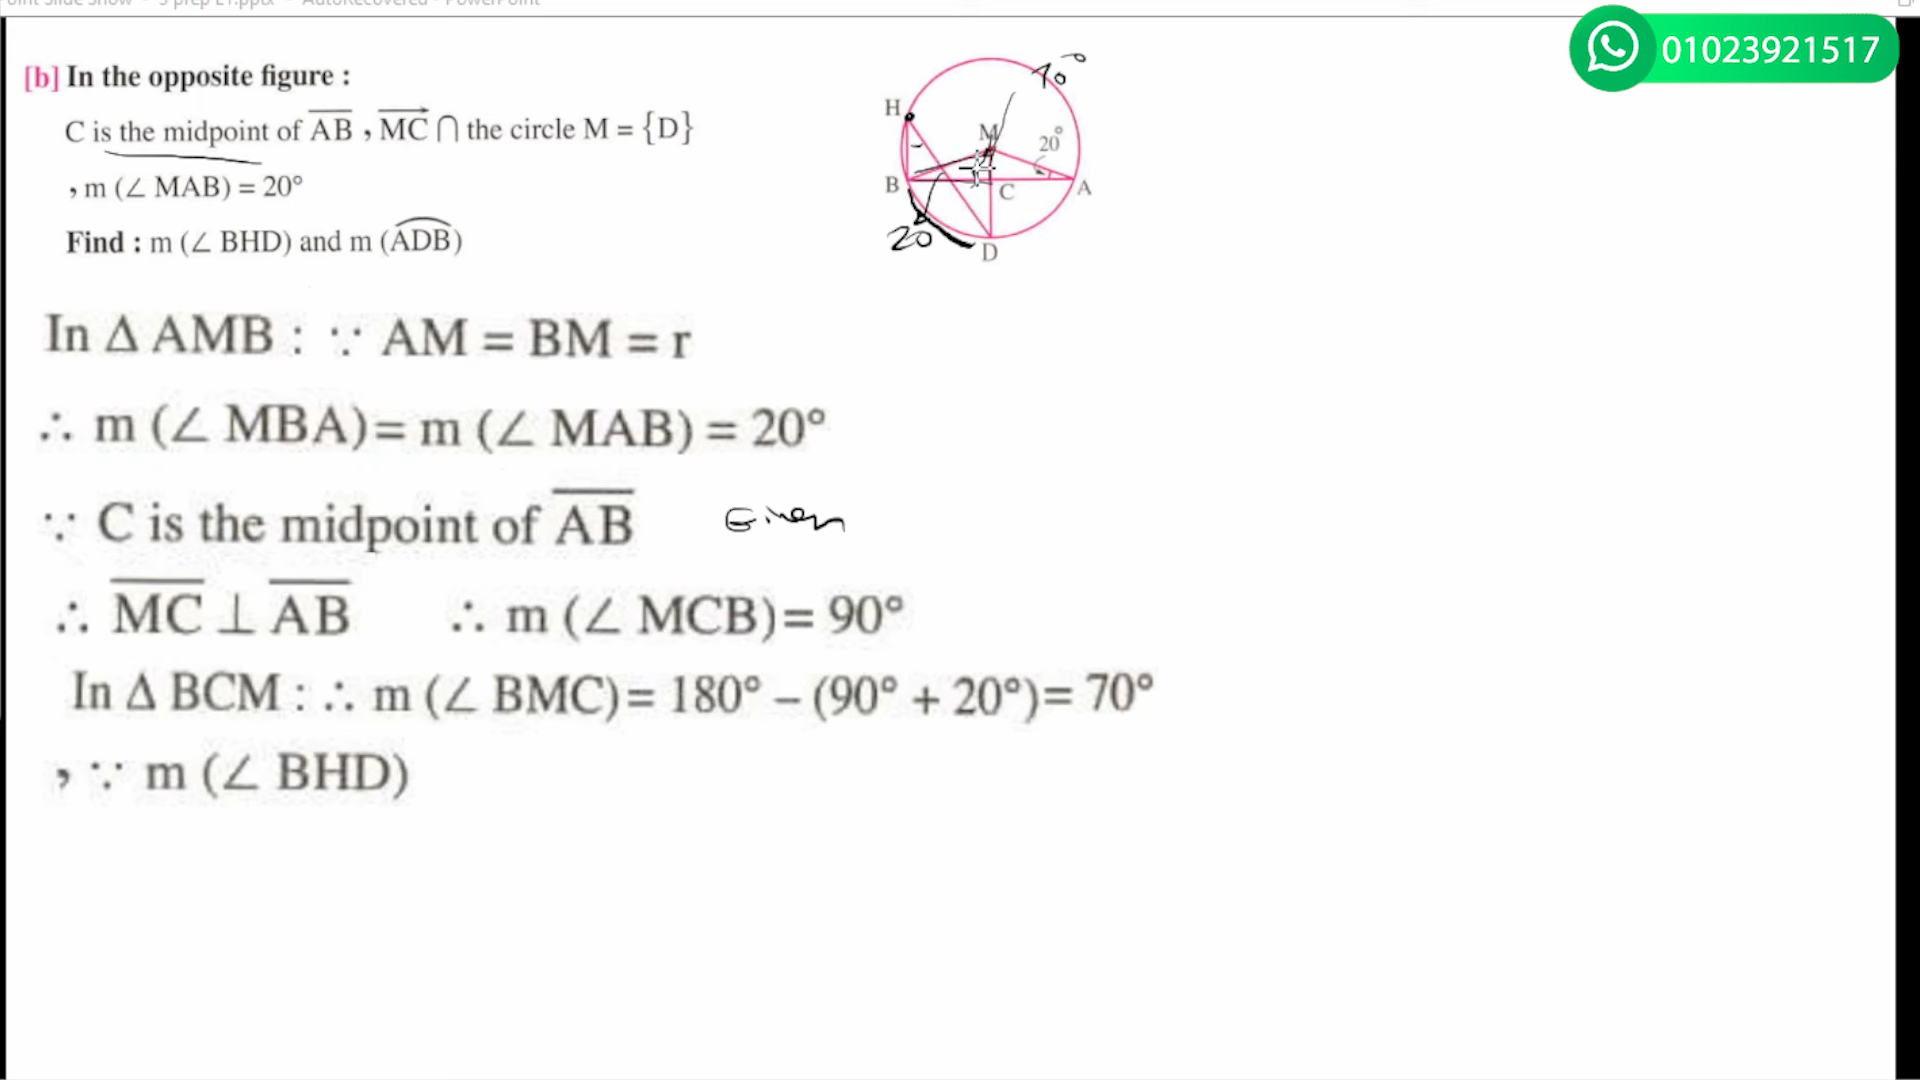 01023921517
[b] In the opposite figure :
C is the midpoint of AB , MC ∩ the circle M = {D}
, m (∠ MAB) = 20°
Find : m (∠ BHD) and m (ADB)
H
M
20°
70°
B
C
A
20
D
In Δ AMB : ∵ AM = BM = r
∴ m (∠ MBA)= m (∠ MAB) = 20°
∵ C is the midpoint of AB Given
∴ MC ⊥ AB ∴ m (∠ MCB)= 90°
In Δ BCM : ∴ m (∠ BMC)= 180° – (90° + 20°)= 70°
, ∵ m (∠ BHD)